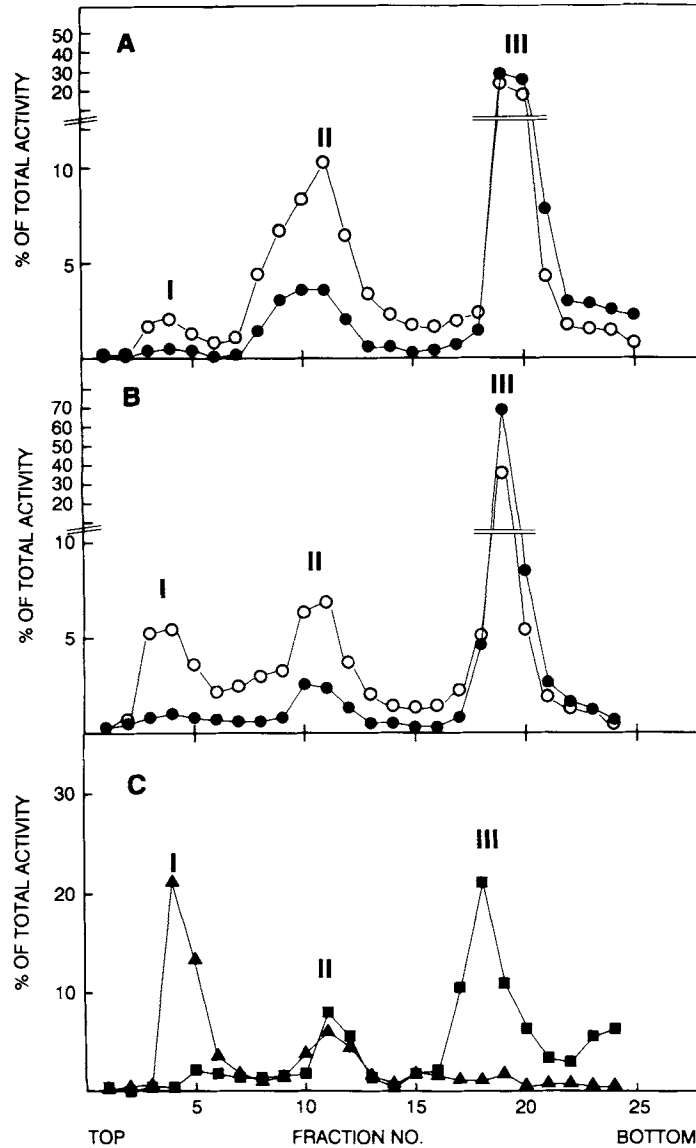 A
50
40
30
20
10
5
% OF TOTAL ACTIVITY
I
II
III
B
70
60
50
40
30
20
10
5
% OF TOTAL ACTIVITY
I
II
III
C
30
20
10
% OF TOTAL ACTIVITY
I
II
III
5 10 15 20 25
TOP FRACTION NO. BOTTOM